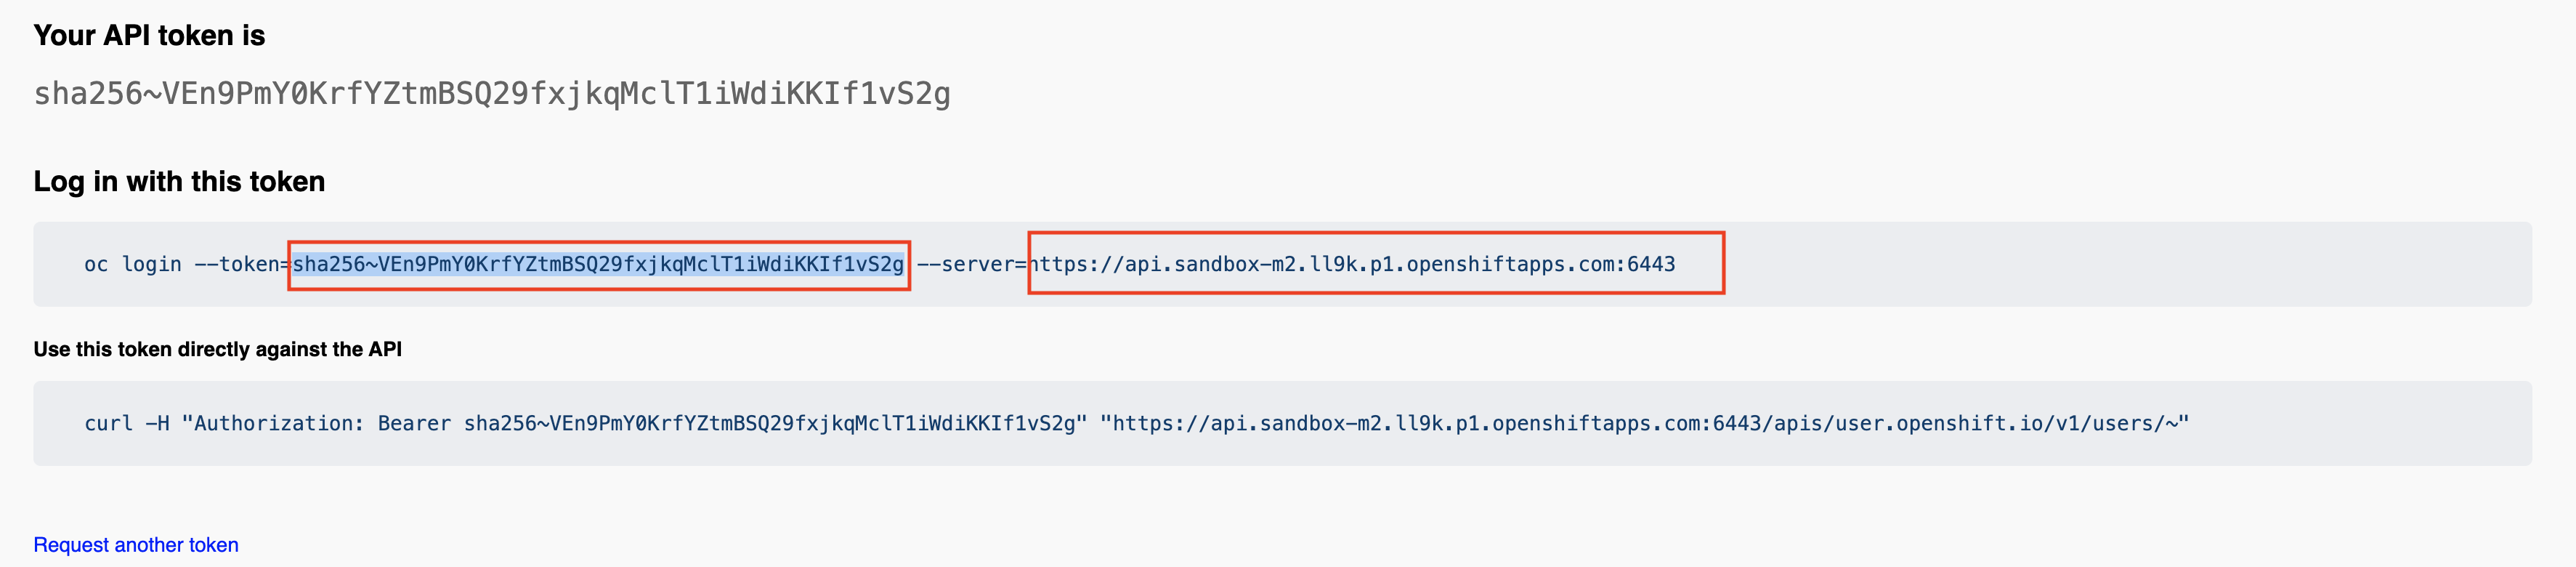 Your API token is
sha256~VEn9PmY0KrfYZtmBSQ29fxjkqMclT1iWdiKKIf1vS2g
Log in with this token
oc login --token=sha256~VEn9PmY0KrfYZtmBSQ29fxjkqMclT1iWdiKKIf1vS2g --server=https://api.sandbox-m2.ll9k.p1.openshiftapps.com:6443
Use this token directly against the API
curl -H "Authorization: Bearer sha256~VEn9PmY0KrfYZtmBSQ29fxjkqMclT1iWdiKKIf1vS2g" "https://api.sandbox-m2.ll9k.p1.openshiftapps.com:6443/apis/user.openshift.io/v1/users/~"
Request another token